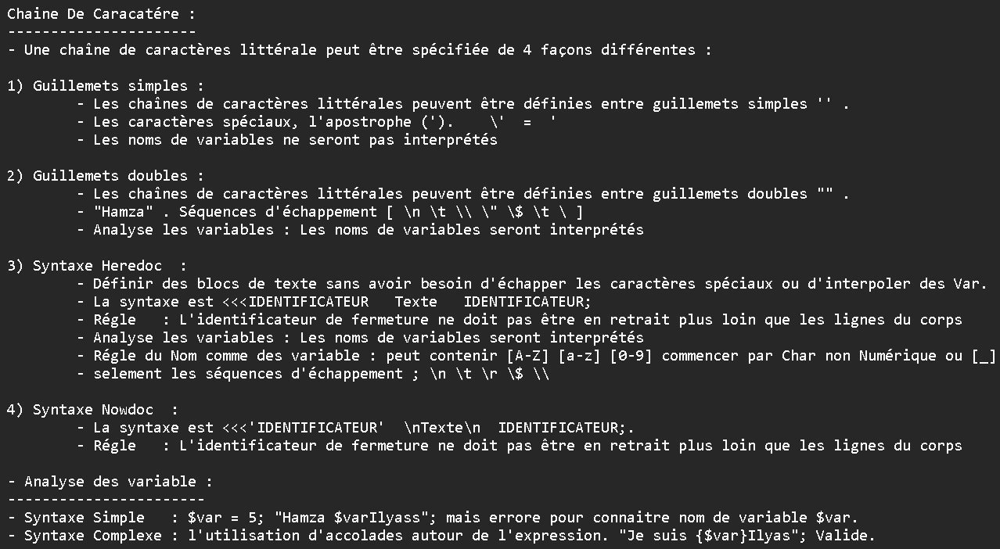 Chaine De Caracatére :
----------------------
- Une chaîne de caractères littérale peut être spécifiée de 4 façons différentes :
1) Guillemets simples :
- Les chaînes de caractères littérales peuvent être définies entre guillemets simples '' .
- Les caractères spéciaux, l'apostrophe ('). \' = '
- Les noms de variables ne seront pas interprétés
2) Guillemets doubles :
- Les chaînes de caractères littérales peuvent être définies entre guillemets doubles "" .
- "Hamza" . Séquences d'échappement [ \n \t \\ \" \$ \t \ ]
- Analyse les variables : Les noms de variables seront interprétés
3) Syntaxe Heredoc :
- Définir des blocs de texte sans avoir besoin d'échapper les caractères spéciaux ou d'interpoler des Var.
- La syntaxe est <<<IDENTIFICATEUR Texte IDENTIFICATEUR;
- Régle : L'identificateur de fermeture ne doit pas être en retrait plus loin que les lignes du corps
- Analyse les variables : Les noms de variables seront interprétés
- Régle du Nom comme des variable : peut contenir [A-Z] [a-z] [0-9] commencer par Char non Numérique ou [_]
- selement les séquences d'échappement ; \n \t \r \$ \\
4) Syntaxe Nowdoc :
- La syntaxe est <<<'IDENTIFICATEUR' \nTexte\n IDENTIFICATEUR;.
- Régle : L'identificateur de fermeture ne doit pas être en retrait plus loin que les lignes du corps
- Analyse des variable :
-----------------------
- Syntaxe Simple : $var = 5; "Hamza $varIlyass"; mais errore pour connaitre nom de variable $var.
- Syntaxe Complexe : l'utilisation d'accolades autour de l'expression. "Je suis {$var}Ilyas"; Valide.